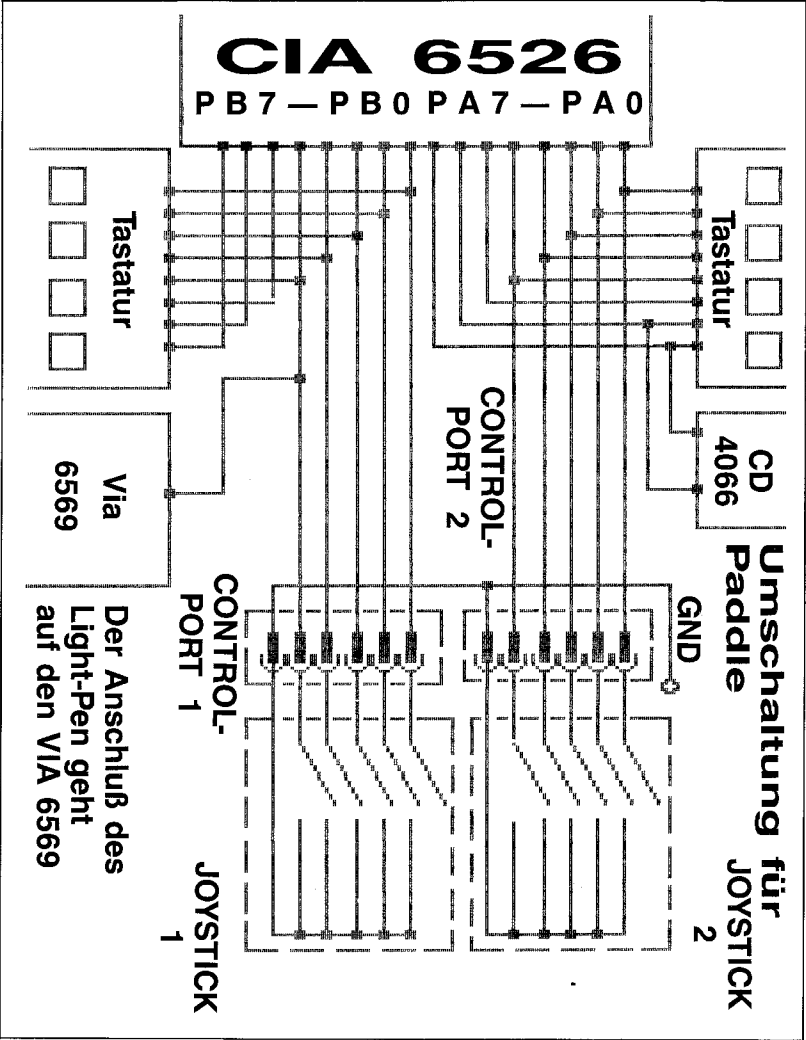 CIA 6526
PB7—PB0 PA7—PA0
Tastatur
Tastatur
Via
6569
CD
4066
CONTROL-
PORT 2
CONTROL-
PORT 1
GND
Umschaltung für
Paddle
Der Anschluß des
Light-Pen geht
auf den VIA 6569
JOYSTICK
1
JOYSTICK
2